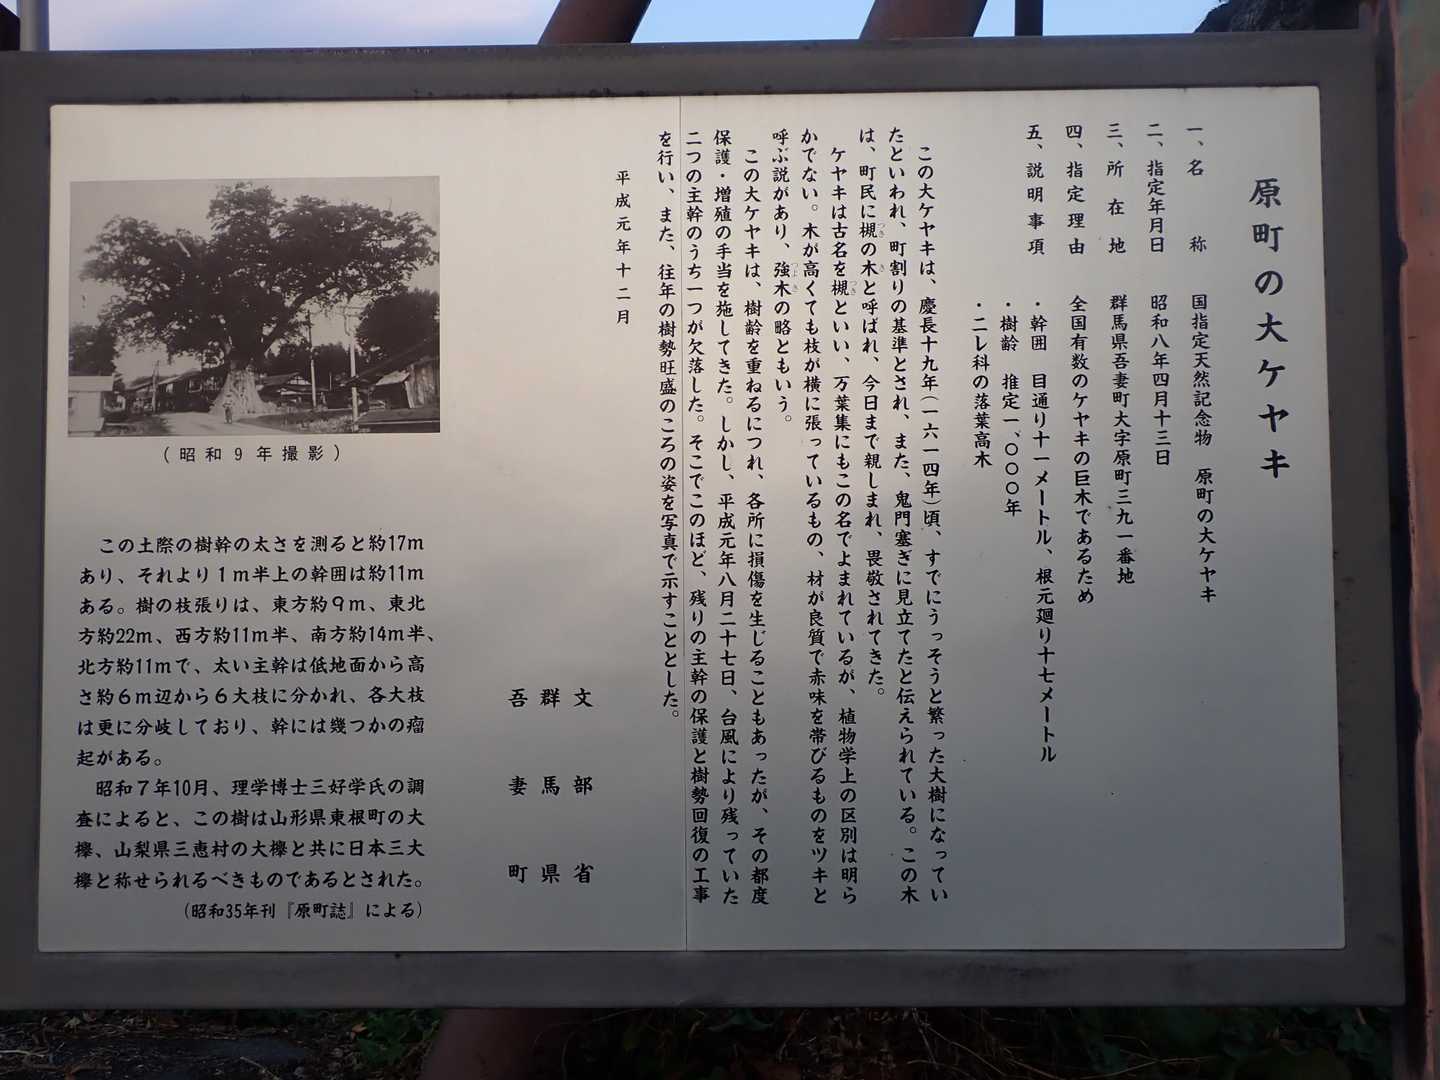 原町の大ケヤキ
一、名称 国指定天然記念物 原町の大ケヤキ
二、指定年月日 昭和八年四月十三日
三、所在地 群馬県吾妻町大字原町三九一番地
四、指定理由 全国有数のケヤキの巨木であるため
五、説明事項 ・幹囲 目通り十一メートル、根元廻り十七メートル
・樹齢 推定一、〇〇〇年
・ニレ科の落葉高木
この大ケヤキは、慶長十九年(一六一四年)頃、すでにうっそうと繁った大樹になってい
たといわれ、町割りの基準とされ、また、鬼門塞ぎに見立てたと伝えられている。この木
は、町民に槻の木と呼ばれ、今日まで親しまれ、畏敬されてきた。
ケヤキは古名を槻といい、万葉集にもこの名でよまれているが、植物学上の区別は明ら
かでない。木が高くても枝が横に張っているもの、材が良質で赤味を帯びるものをツキと
呼ぶ説があり、強木の略ともいう。
この大ケヤキは、樹齢を重ねるにつれ、各所に損傷を生じることもあったが、その都度
保護・増殖の手当を施してきた。しかし、平成元年八月二十七日、台風により残っていた
二つの主幹のうち一つが欠落した。そこでこのほど、残りの主幹の保護と樹勢回復の工事
を行い、また、往年の樹勢旺盛のころの姿を写真で示すこととした。
平成元年十二月
文部省
群馬県
吾妻町
(昭和9年撮影)
この土際の樹幹の太さを測ると約17m
あり、それより1m半上の幹囲は約11m
ある。樹の枝張りは、東方約9m、東北
方約22m、西方約11m半、南方約14m半、
北方約11mで、太い主幹は低地面から高
さ約6m辺から6大枝に分かれ、各大枝
は更に分岐しており、幹には幾つかの瘤
起がある。
昭和7年10月、理学博士三好学氏の調
査によると、この樹は山形県東根町の大
欅、山梨県三恵村の大欅と共に日本三大
欅と称せられるべきものであるとされた。
(昭和35年刊『原町誌』による)